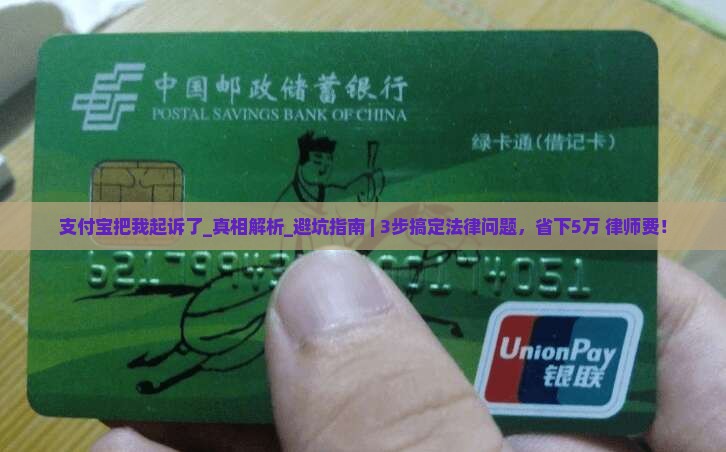 中国邮政储蓄银行
POSTAL SAVINGS BANK OF CHINA
绿卡通(借记卡)
支付宝把我起诉了_真相解析_避坑指南 | 3步搞定法律问题，省下5万 律师费!
UnionPay
银联